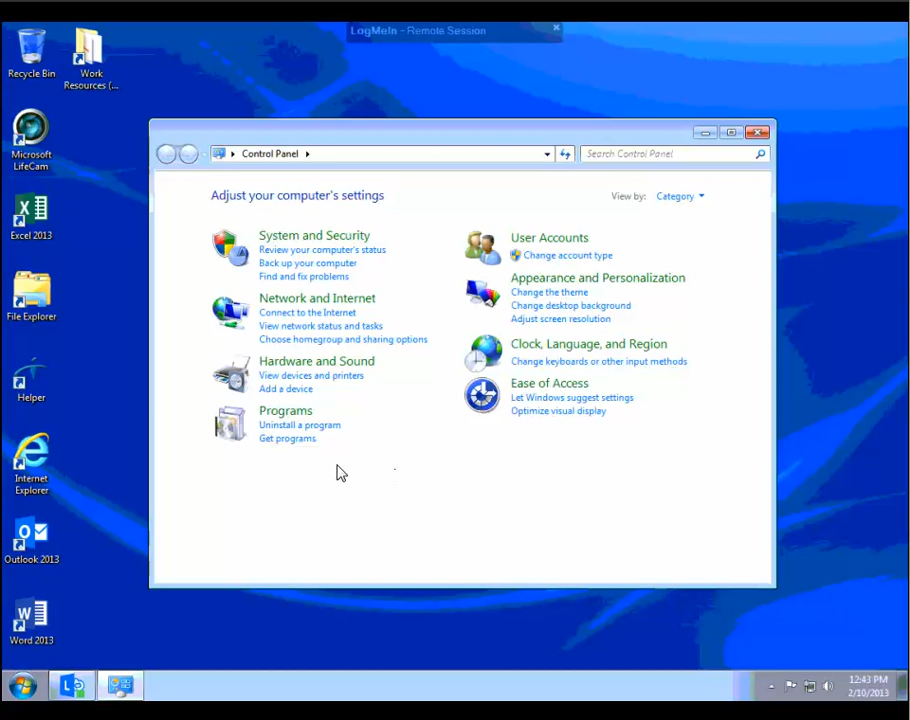 LogMeIn - Remote Session
Recycle Bin
Work
Resources (...
Microsoft
LifeCam
Excel 2013
File Explorer
Helper
Internet
Explorer
Outlook 2013
Word 2013
Control Panel
Search Control Panel
Adjust your computer's settings
View by: Category
System and Security
Review your computer's status
Back up your computer
Find and fix problems
Network and Internet
Connect to the Internet
View network status and tasks
Choose homegroup and sharing options
Hardware and Sound
View devices and printers
Add a device
Programs
Uninstall a program
Get programs
User Accounts
Change account type
Appearance and Personalization
Change the theme
Change desktop background
Adjust screen resolution
Clock, Language, and Region
Change keyboards or other input methods
Ease of Access
Let Windows suggest settings
Optimize visual display
12:43 PM
2/10/2013